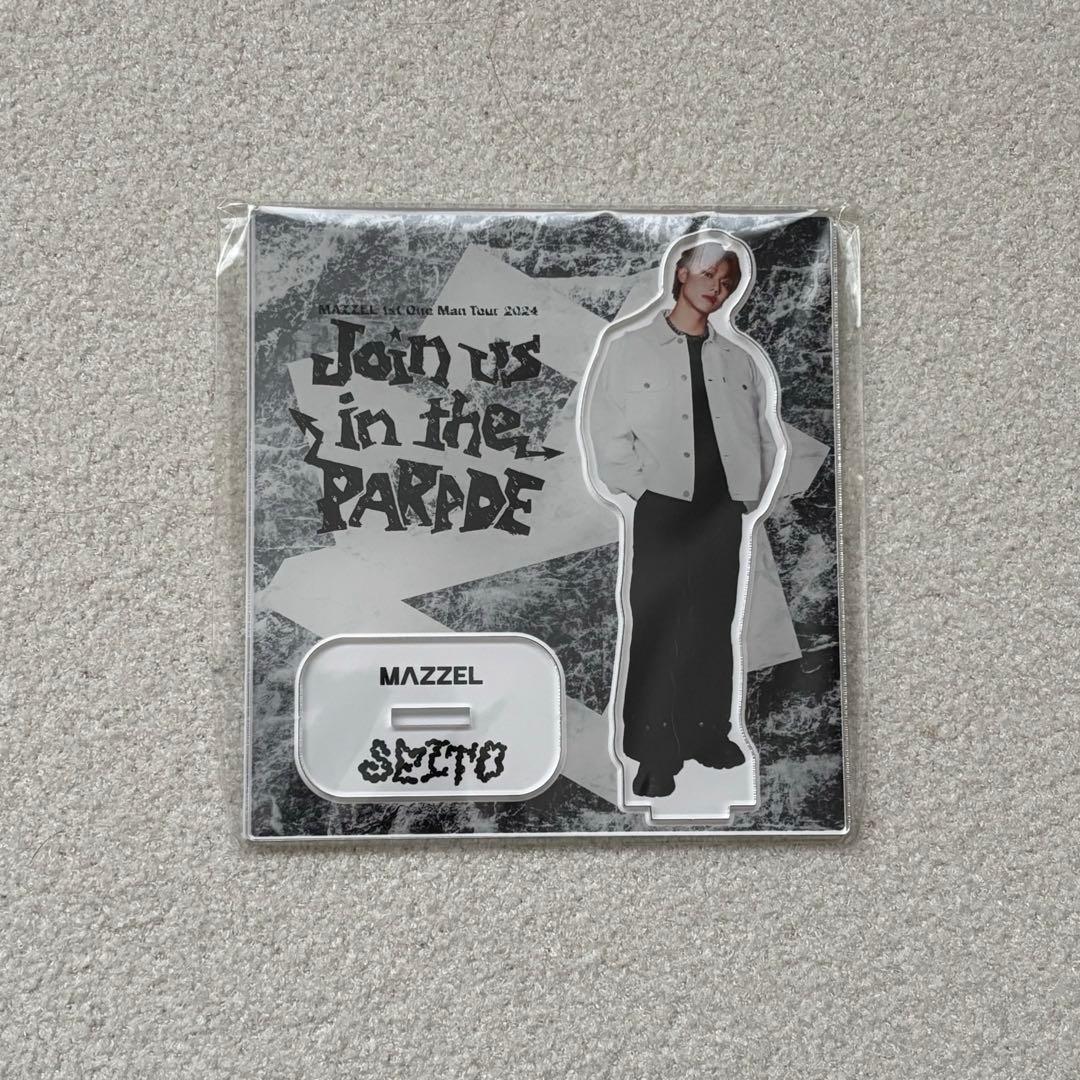 MAZZEL 1st One Man Tour 2024
Join us
in the
PARADE
MAZZEL
SEITO